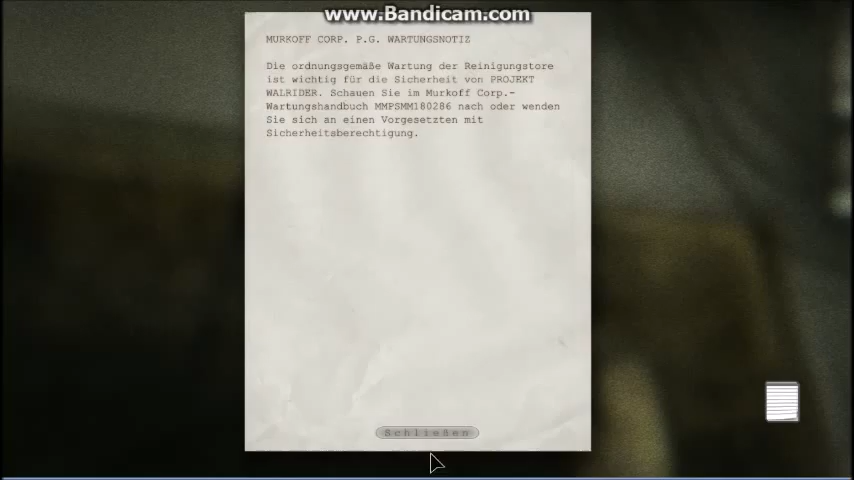 www.Bandicam.com
MURKOFF CORP. P.G. WARTUNGSNOTIZ
Die ordnungsgemäße Wartung der Reinigungstore
ist wichtig für die Sicherheit von PROJEKT
WALRIDER. Schauen Sie im Murkoff Corp.-
Wartungshandbuch MMPSMM180286 nach oder wenden
Sie sich an einen Vorgesetzten mit
Sicherheitsberechtigung.
Schließen